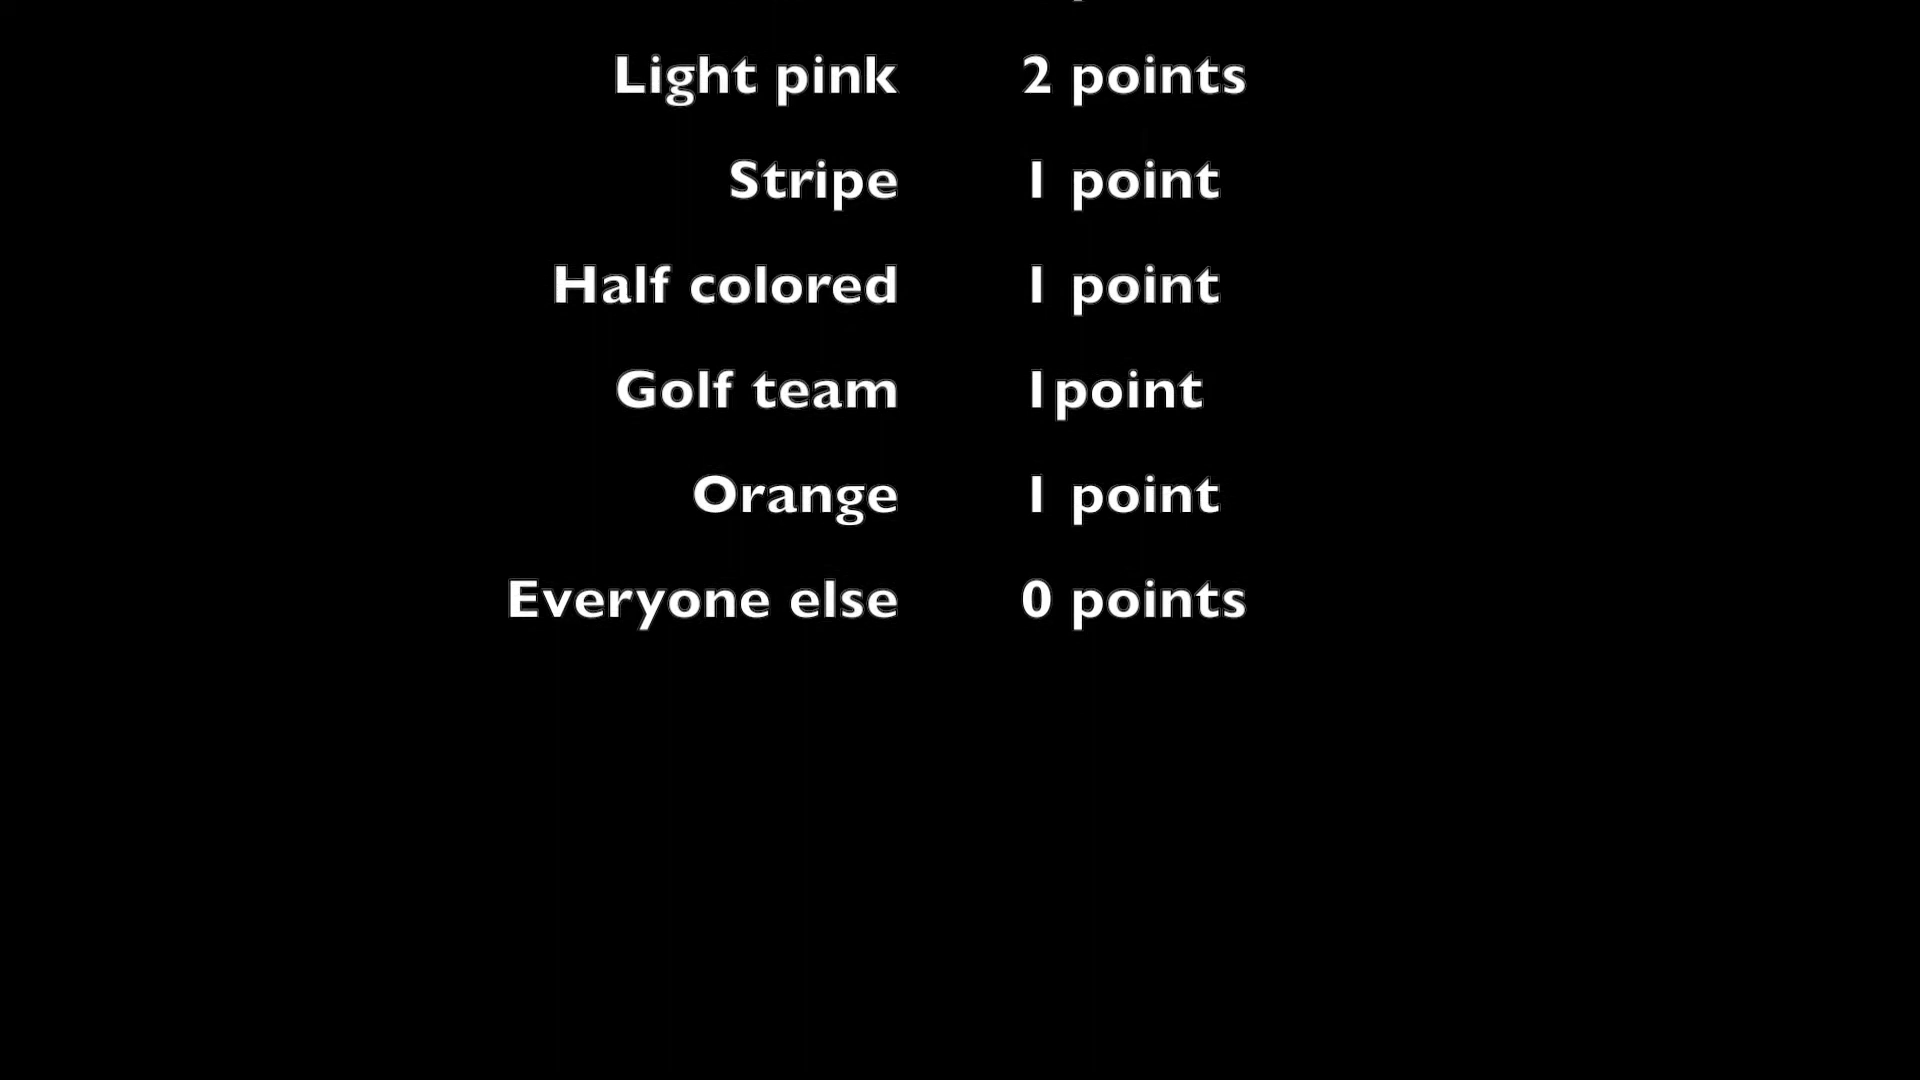 Light pink 2 points
Stripe 1 point
Half colored 1 point
Golf team 1point
Orange 1 point
Everyone else 0 points